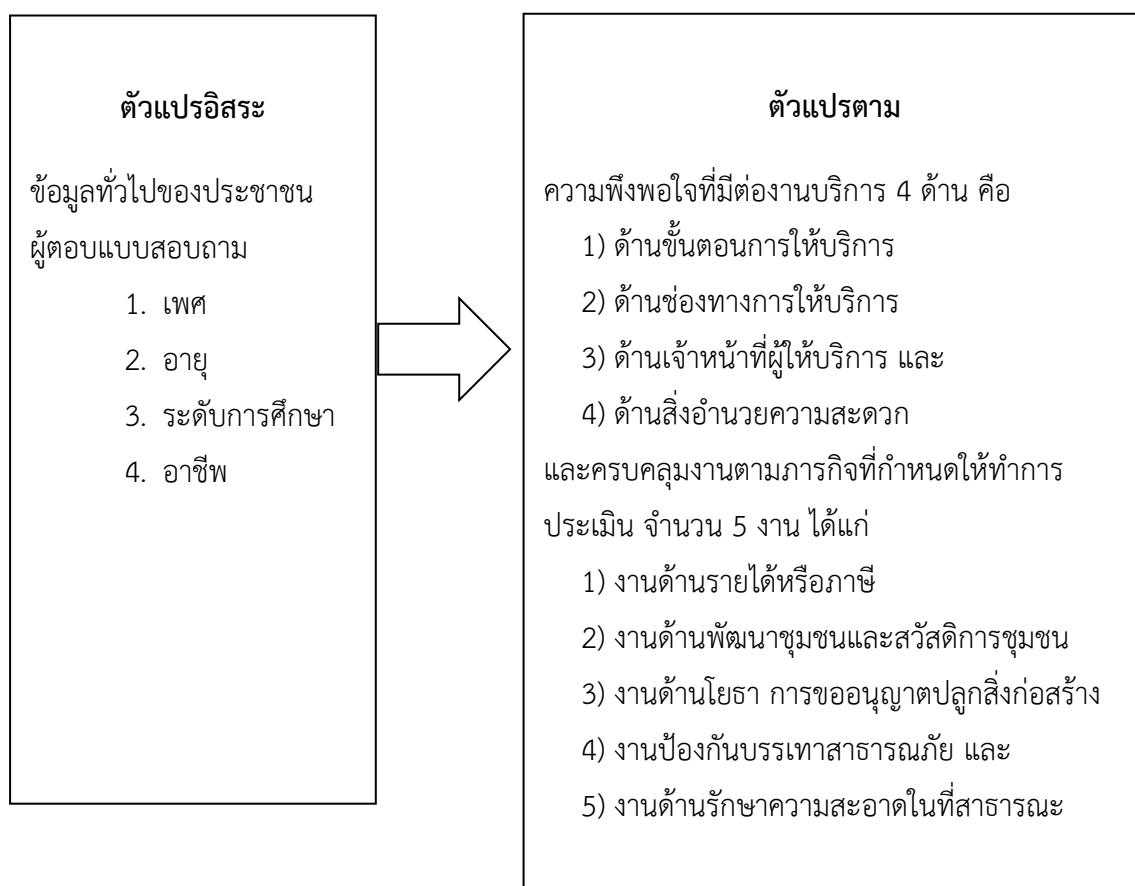 ตัวแปรอิสระ
ข้อมูลทั่วไปของประชาชน
ผู้ตอบแบบสอบถาม
1. เพศ
2. อายุ
3. ระดับการศึกษา
4. อาชีพ
ตัวแปรตาม
ความพึงพอใจที่มีต่องานบริการ 4 ด้าน คือ
1) ด้านขั้นตอนการให้บริการ
2) ด้านช่องทางการให้บริการ
3) ด้านเจ้าหน้าที่ผู้ให้บริการ และ
4) ด้านสิ่งอำนวยความสะดวก
และครบคลุมงานตามภารกิจที่กำหนดให้ทำการ
ประเมิน จำนวน 5 งาน ได้แก่
1) งานด้านรายได้หรือภาษี
2) งานด้านพัฒนาชุมชนและสวัสดิการชุมชน
3) งานด้านโยธา การขออนุญาตปลูกสิ่งก่อสร้าง
4) งานป้องกันบรรเทาสาธารณภัย และ
5) งานด้านรักษาความสะอาดในที่สาธารณะ